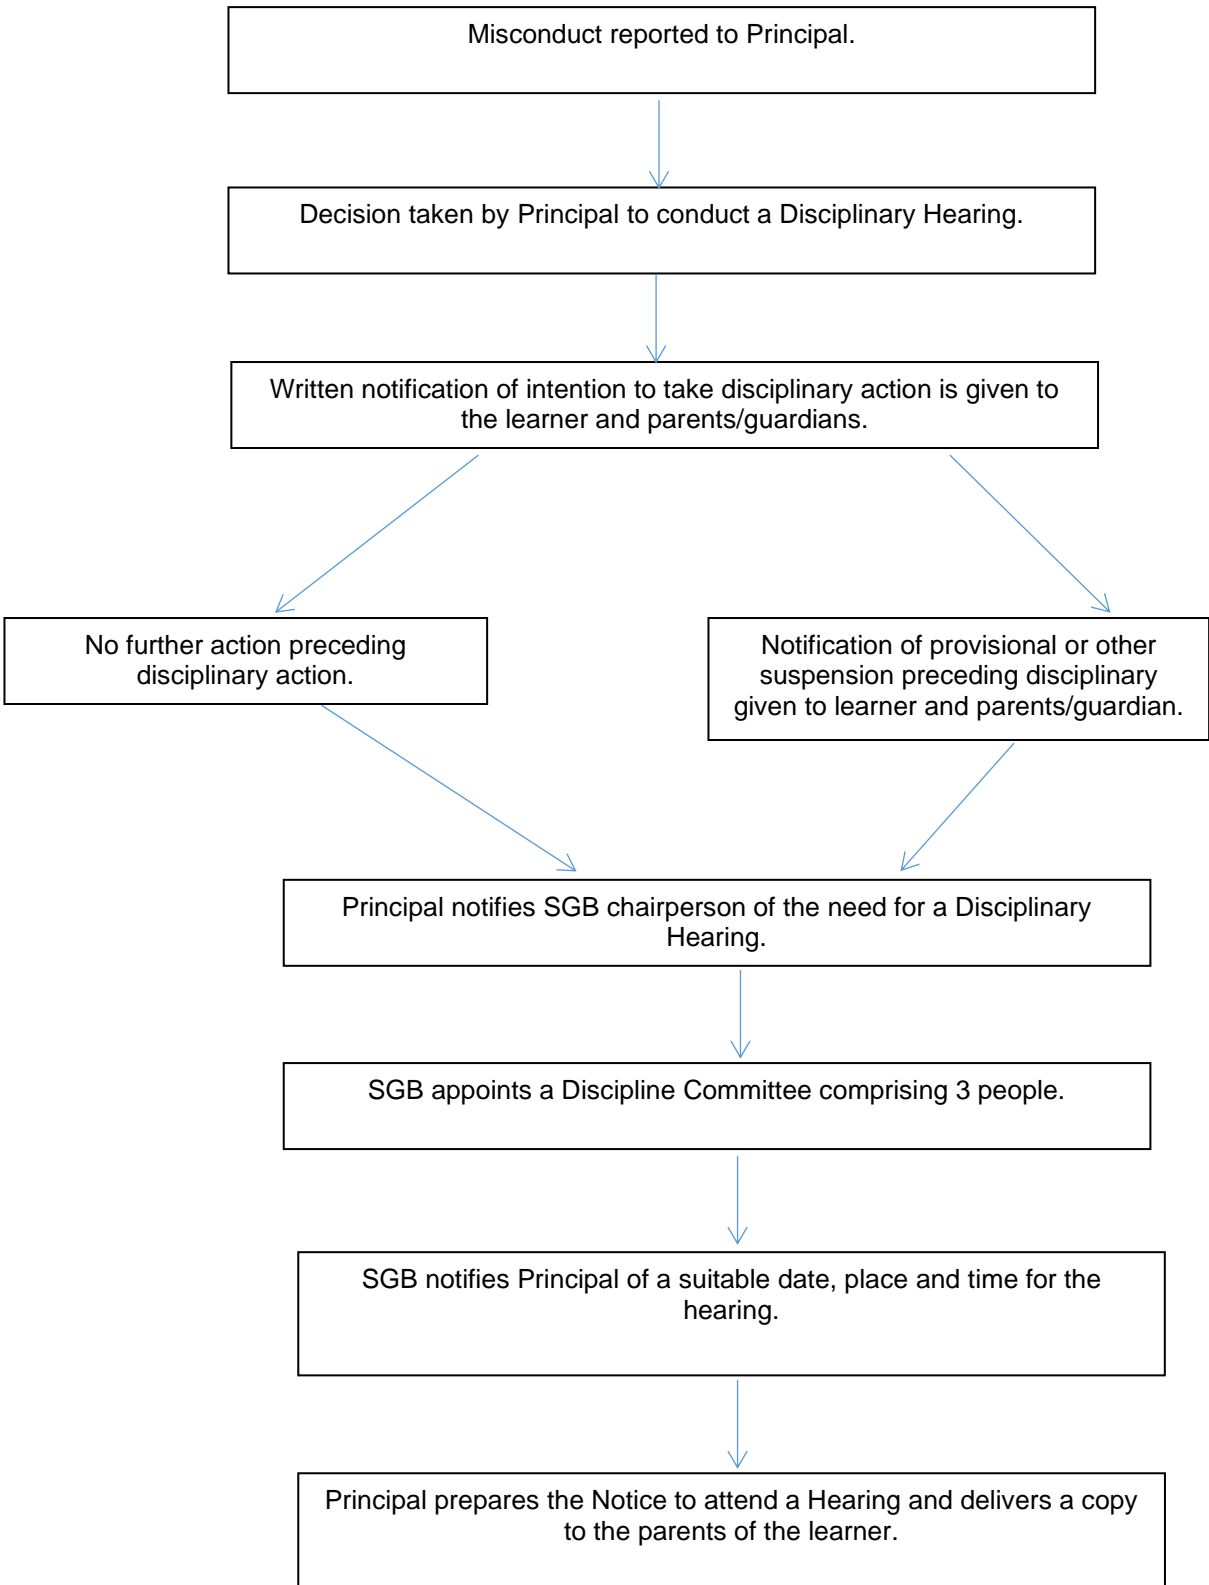 Misconduct reported to Principal.
Decision taken by Principal to conduct a Disciplinary Hearing.
Written notification of intention to take disciplinary action is given to
the learner and parents/guardians.
No further action preceding
disciplinary action.
Notification of provisional or other
suspension preceding disciplinary
given to learner and parents/guardian.
Principal notifies SGB chairperson of the need for a Disciplinary
Hearing.
SGB appoints a Discipline Committee comprising 3 people.
SGB notifies Principal of a suitable date, place and time for the
hearing.
Principal prepares the Notice to attend a Hearing and delivers a copy
to the parents of the learner.